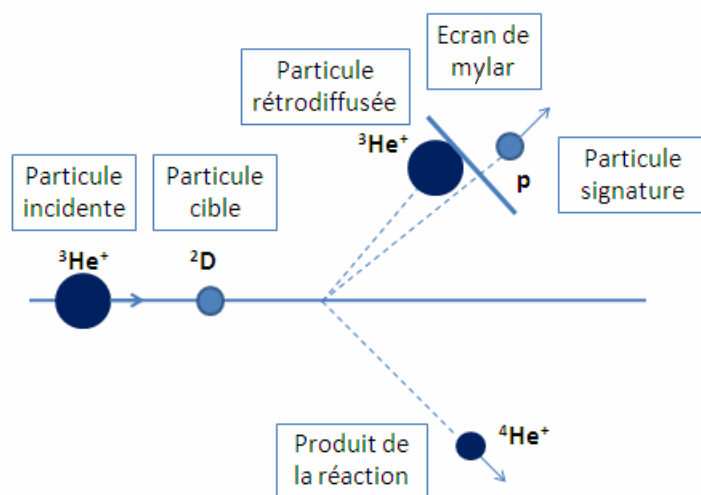 Ecran de
mylar
Particule
rétrodiffusée
³He⁺
p
Particule
signature
Particule
incidente
Particule
cible
³He⁺
²D
⁴He⁺
Produit de
la réaction